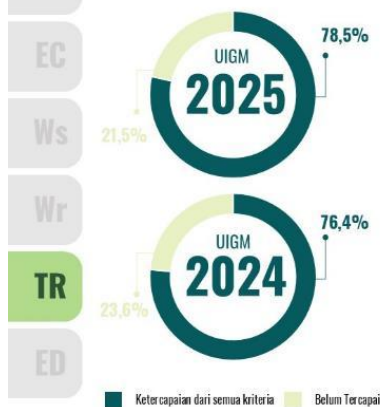 EC
Ws
Wr
TR
ED
UIGM
2025
78,5%
21,5%
UIGM
2024
76,4%
23,6%
Ketercapaian dari semua kriteria
Belum Tercapai